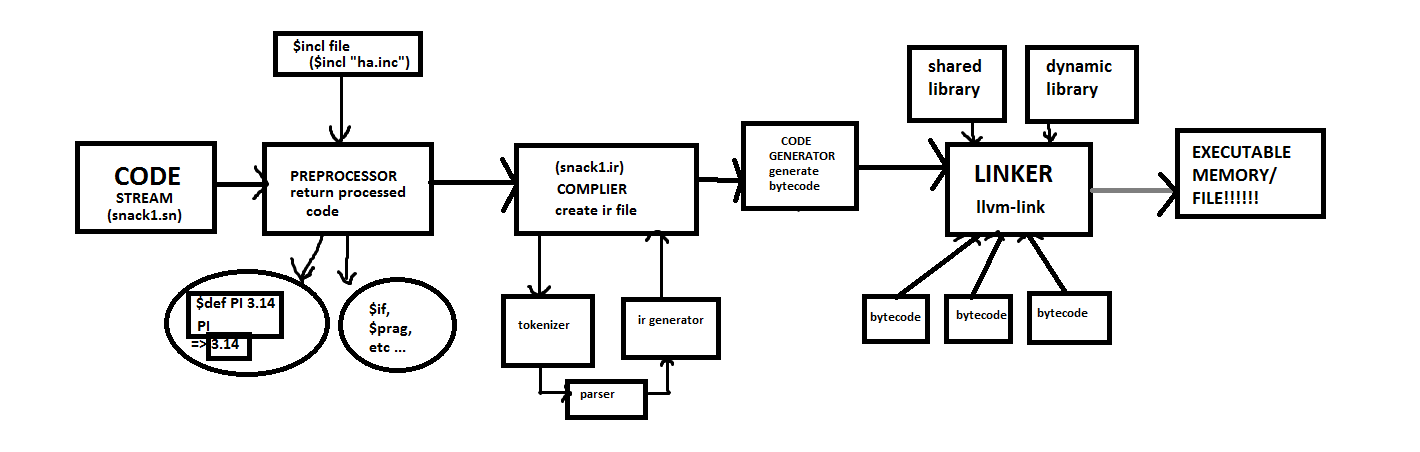 $incl file
($incl "ha.inc")
CODE
STREAM
(snack1.sn)
PREPROCESSOR
return processed
code
$def PI 3.14
PI
=> 3.14
$if,
$prag,
etc ...
(snack1.ir)
COMPLIER
create ir file
tokenizer
parser
ir generator
CODE
GENERATOR
generate
bytecode
shared
library
dynamic
library
LINKER
llvm-link
bytecode
bytecode
bytecode
EXECUTABLE
MEMORY/
FILE!!!!!!